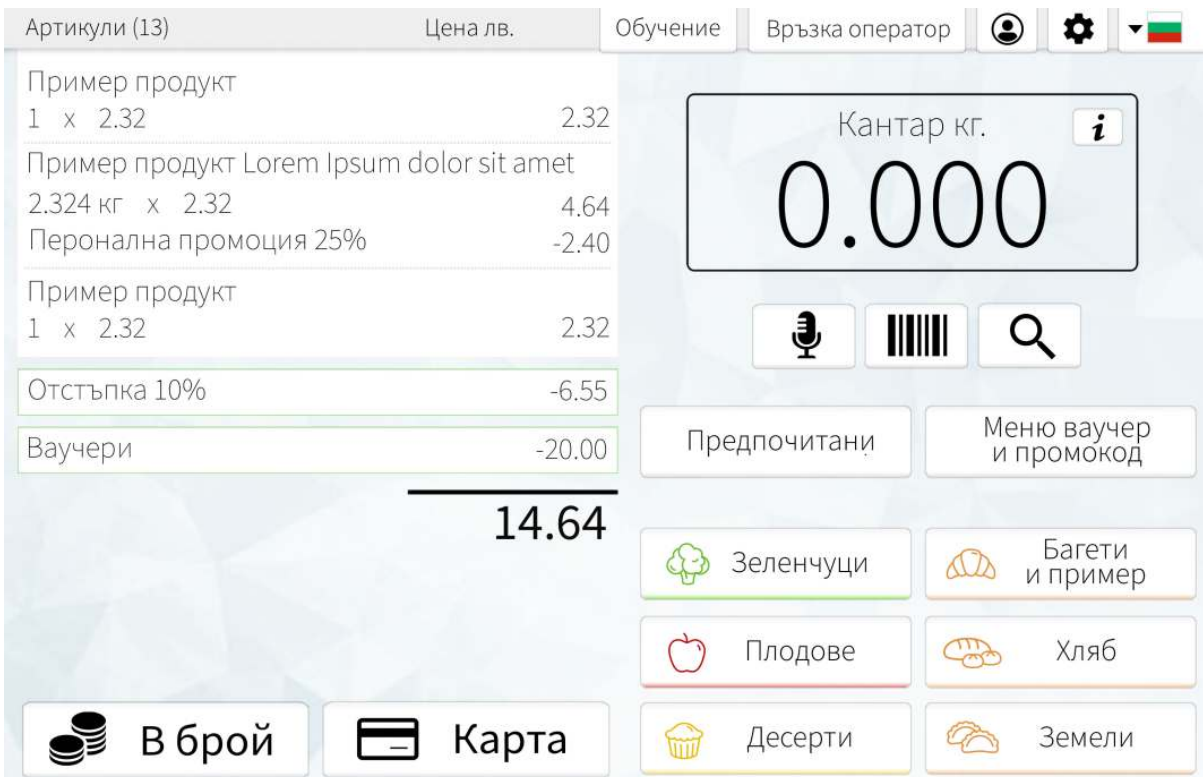 Артикули (13) Цена лв. Обучение Връзка оператор
Пример продукт
1 x 2.32 2.32
Пример продукт Lorem Ipsum dolor sit amet
2.324 кг x 2.32 4.64
Перонална промоция 25% -2.40
Пример продукт
1 x 2.32 2.32
Отстъпка 10% -6.55
Ваучери -20.00
14.64
В брой
Карта
Кантар кг. i
0.000
Предпочитани
Меню ваучер
и промокод
Зеленчуци
Багети
и пример
Плодове
Хляб
Десерти
Земели